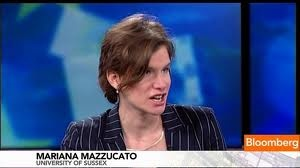 Bloomberg
MARIANA MAZZUCATO
UNIVERSITY OF SUSSEX